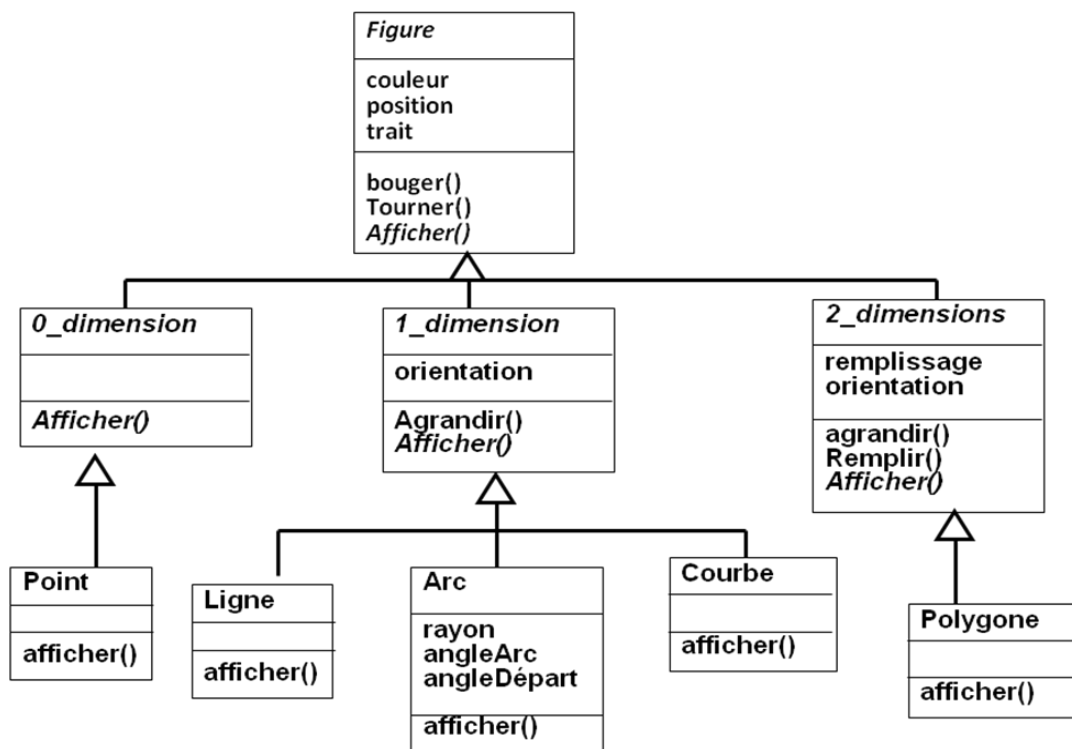 Figure
couleur
position
trait
bouger()
Tourner()
Afficher()
0_dimension
Afficher()
1_dimension
orientation
Agrandir()
Afficher()
2_dimensions
remplissage
orientation
agrandir()
Remplir()
Afficher()
Point
afficher()
Ligne
afficher()
Arc
rayon
angleArc
angleDépart
afficher()
Courbe
afficher()
Polygone
afficher()